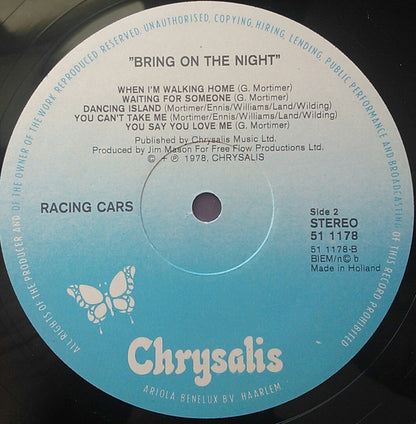 ALL RIGHTS OF THE PRODUCER AND OF THE OWNER OF THE WORK REPRODUCED RESERVED. UNAUTHORISED, COPYING, HIRING, LENDING, PUBLIC PERFORMANCE AND BROADCASTING OF THIS RECORD PROHIBITED
"BRING ON THE NIGHT"
WHEN I'M WALKING HOME (G. Mortimer)
WAITING FOR SOMEONE (G. Mortimer)
DANCING ISLAND (Mortimer/Ennis/Williams/Land/Wilding)
YOU CAN'T TAKE ME (Mortimer/Ennis/Williams/Land/Wilding)
YOU SAY YOU LOVE ME (G. Mortimer)
Published by Chrysalis Music Ltd.
Produced by Jim Mason For Free Flow Productions Ltd.
© + ℗ 1978, CHRYSALIS
RACING CARS
Side 2
STEREO
51 1178
51 1178-B
BIEM/n© b
Made in Holland
Chrysalis
ARIOLA BENELUX B.V. HAARLEM